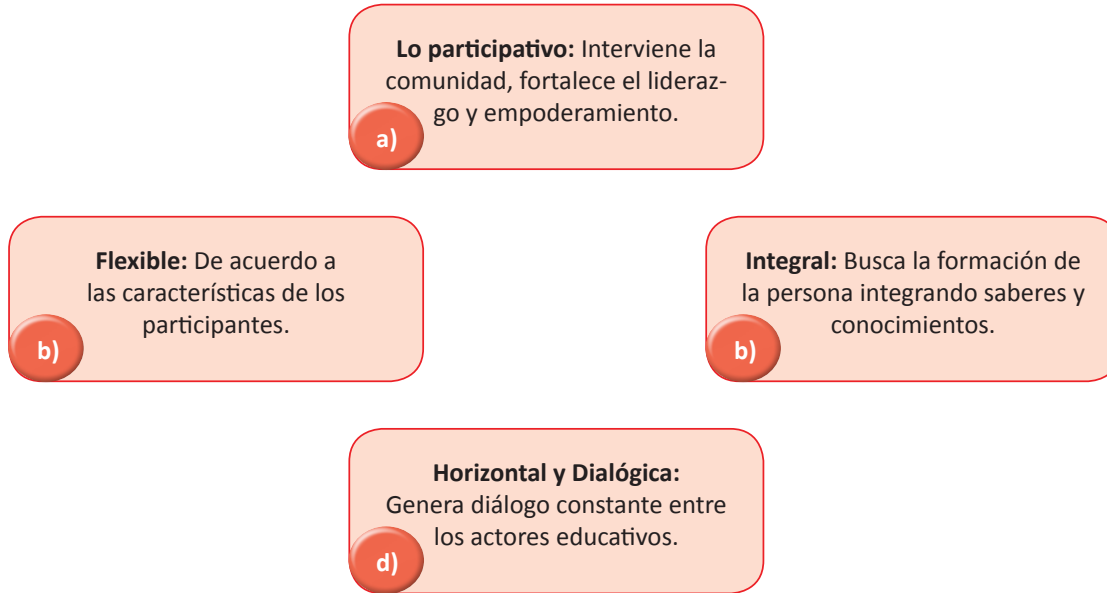 Lo participativo: Interviene la
comunidad, fortalece el lideraz-
go y empoderamiento.
a)
Flexible: De acuerdo a
las características de los
participantes.
b)
Integral: Busca la formación de
la persona integrando saberes y
conocimientos.
b)
Horizontal y Dialógica:
Genera diálogo constante entre
los actores educativos.
d)